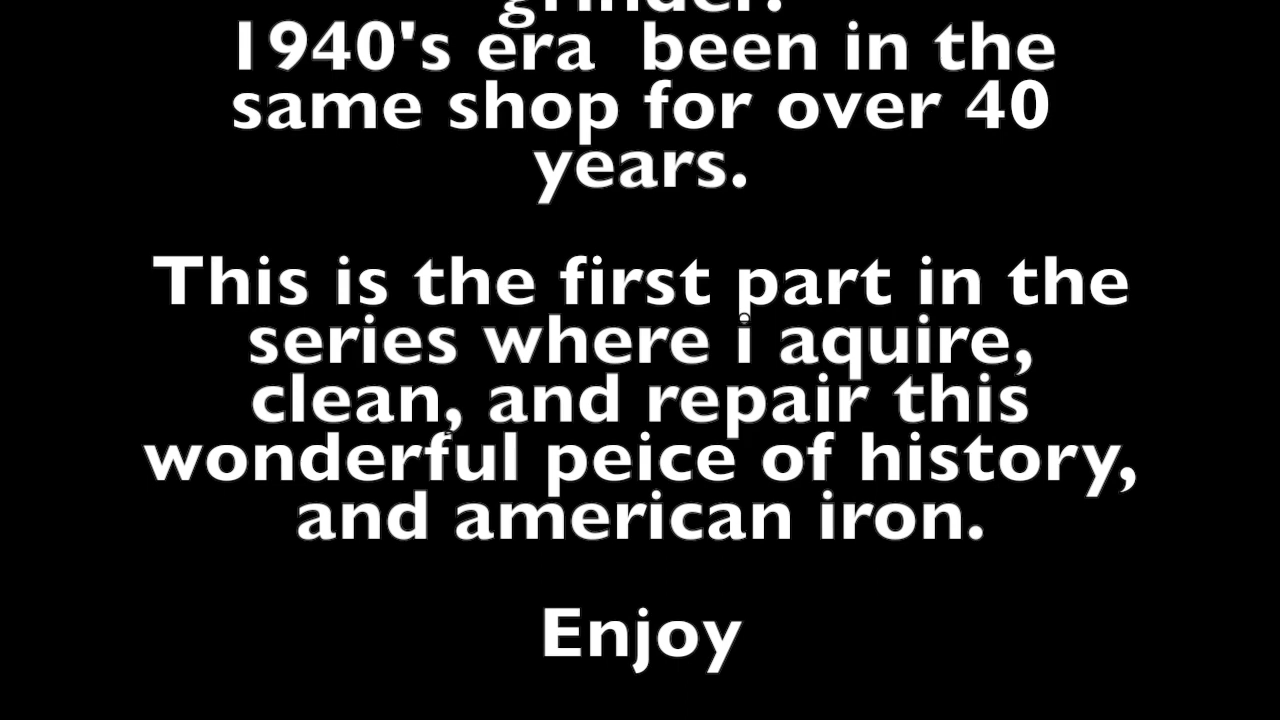 grinder.
1940's era  been in the
same shop for over 40
years.
This is the first part in the
series where i aquire,
clean, and repair this
wonderful peice of history,
and american iron.
Enjoy